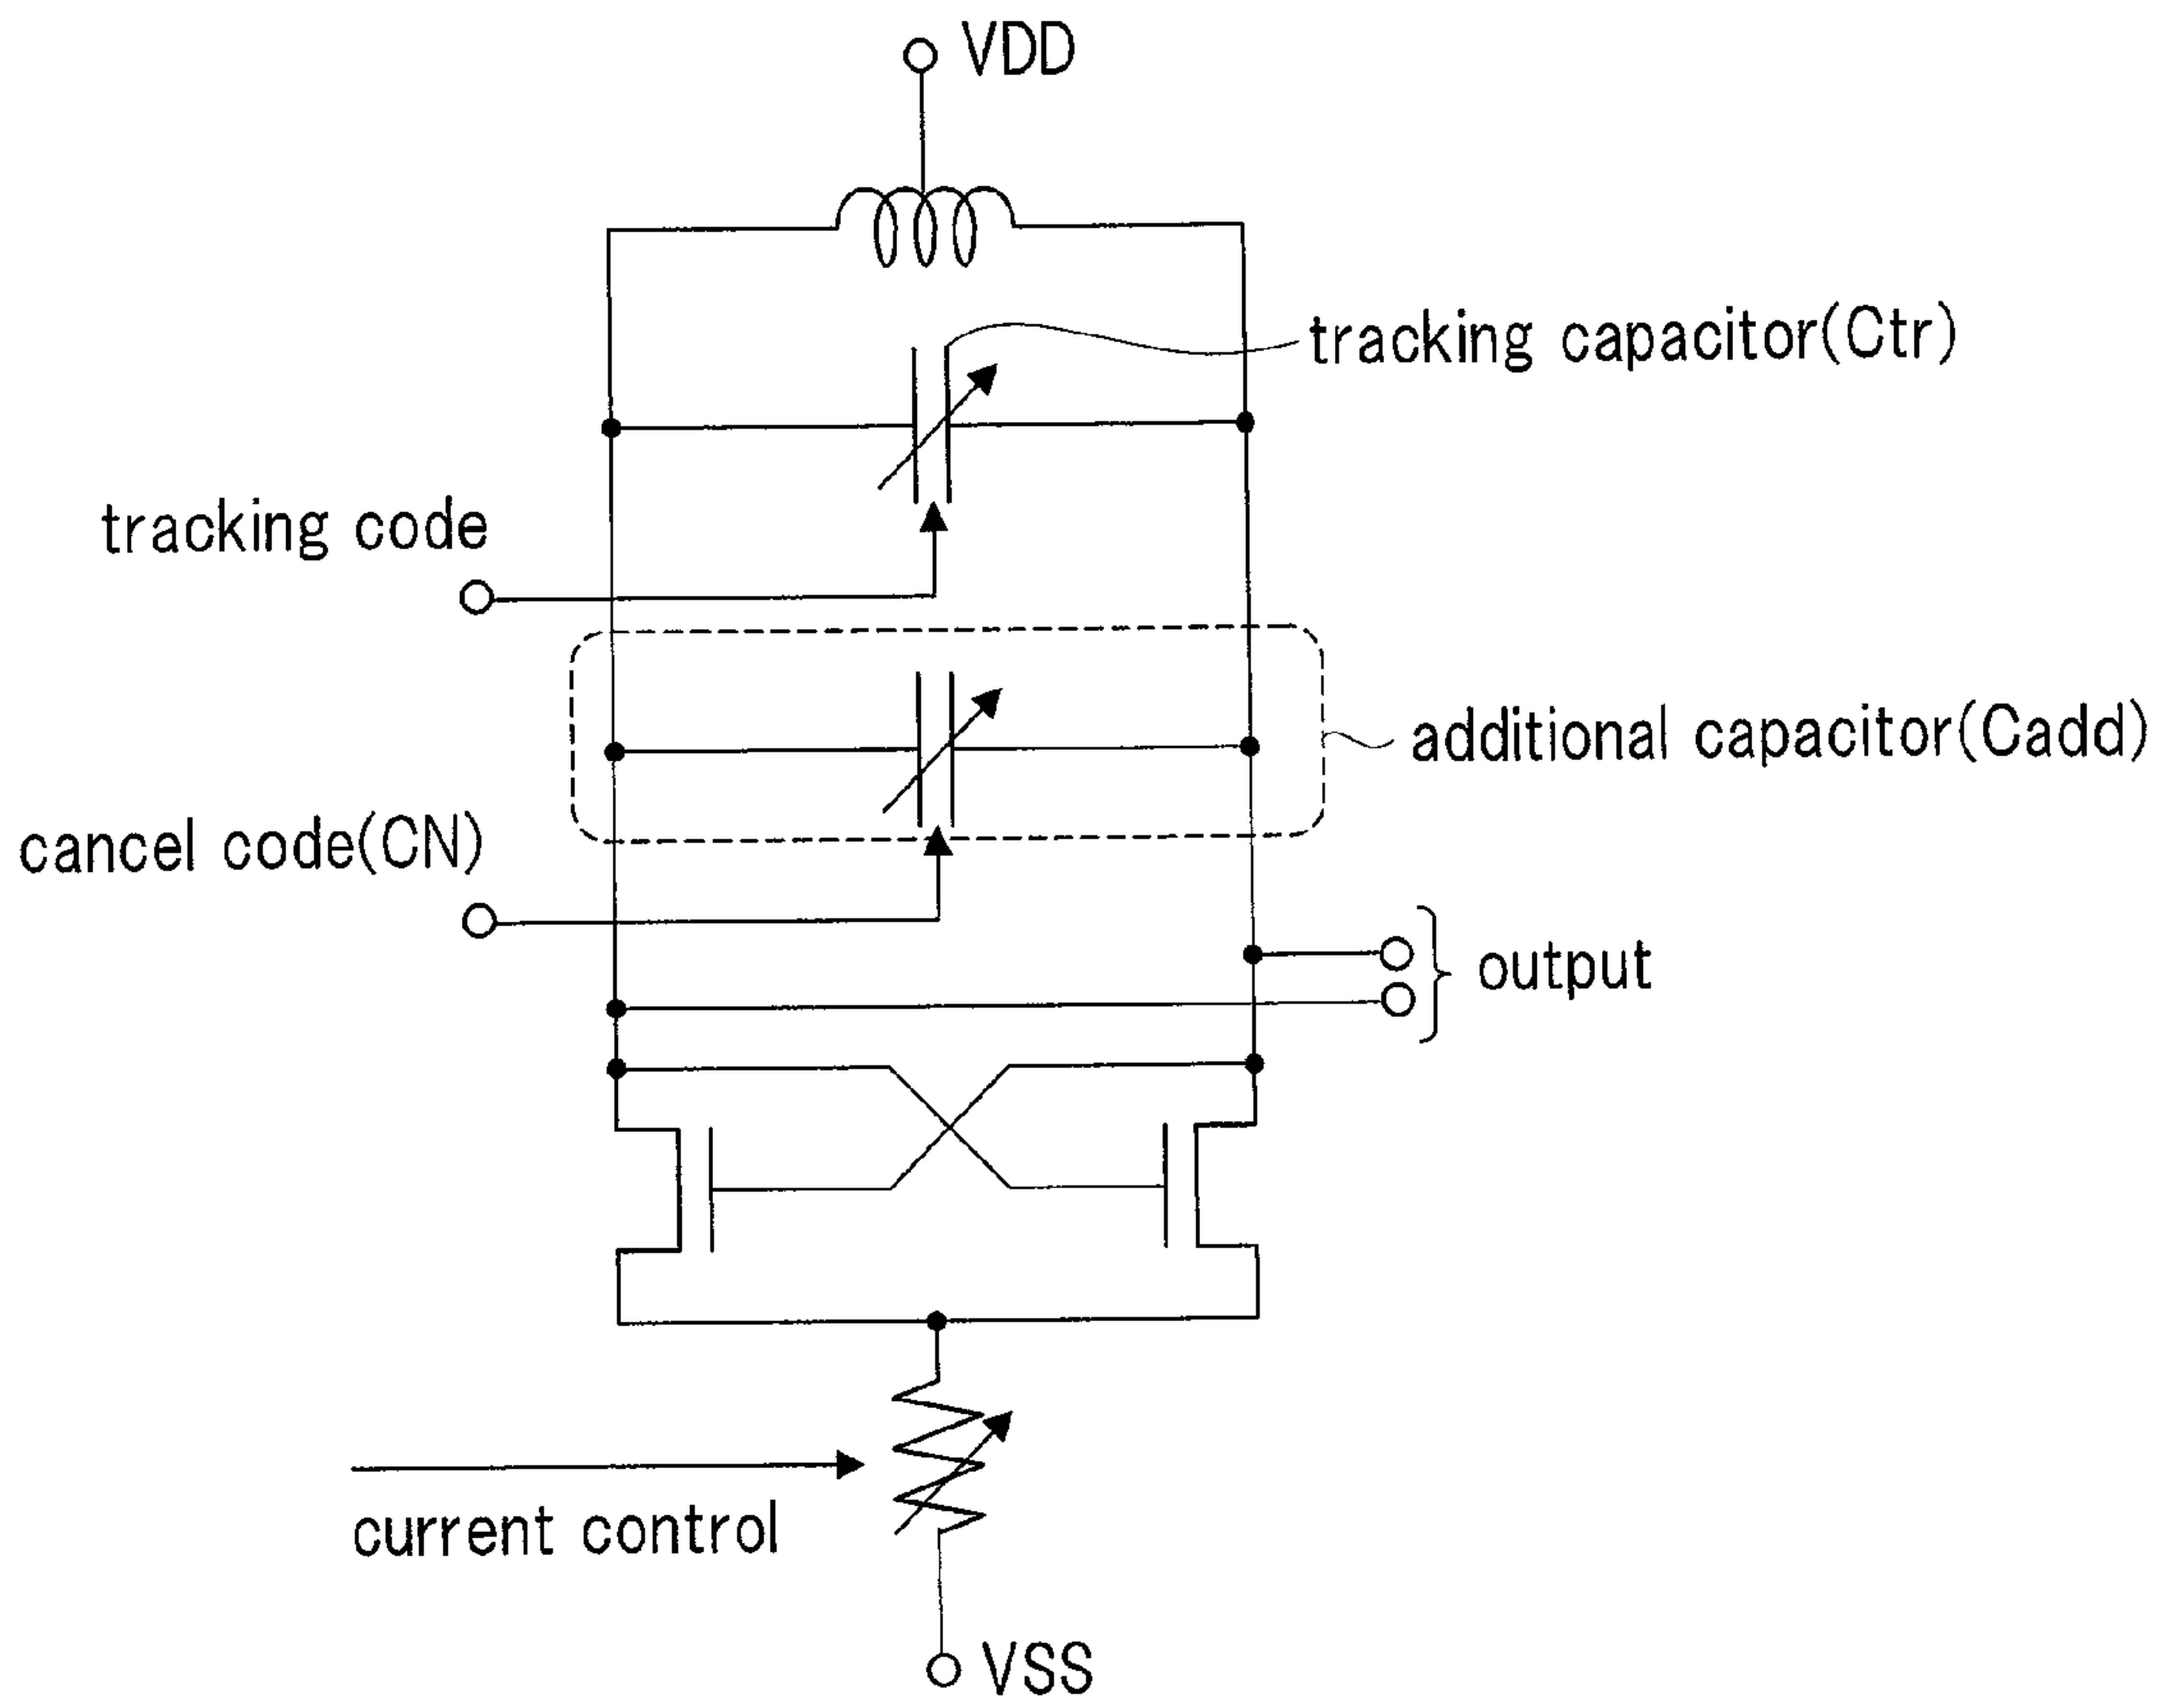 VDD
tracking capacitor(Ctr)
tracking code
additional capacitor(Cadd)
cancel code(CN)
output
current control
VSS